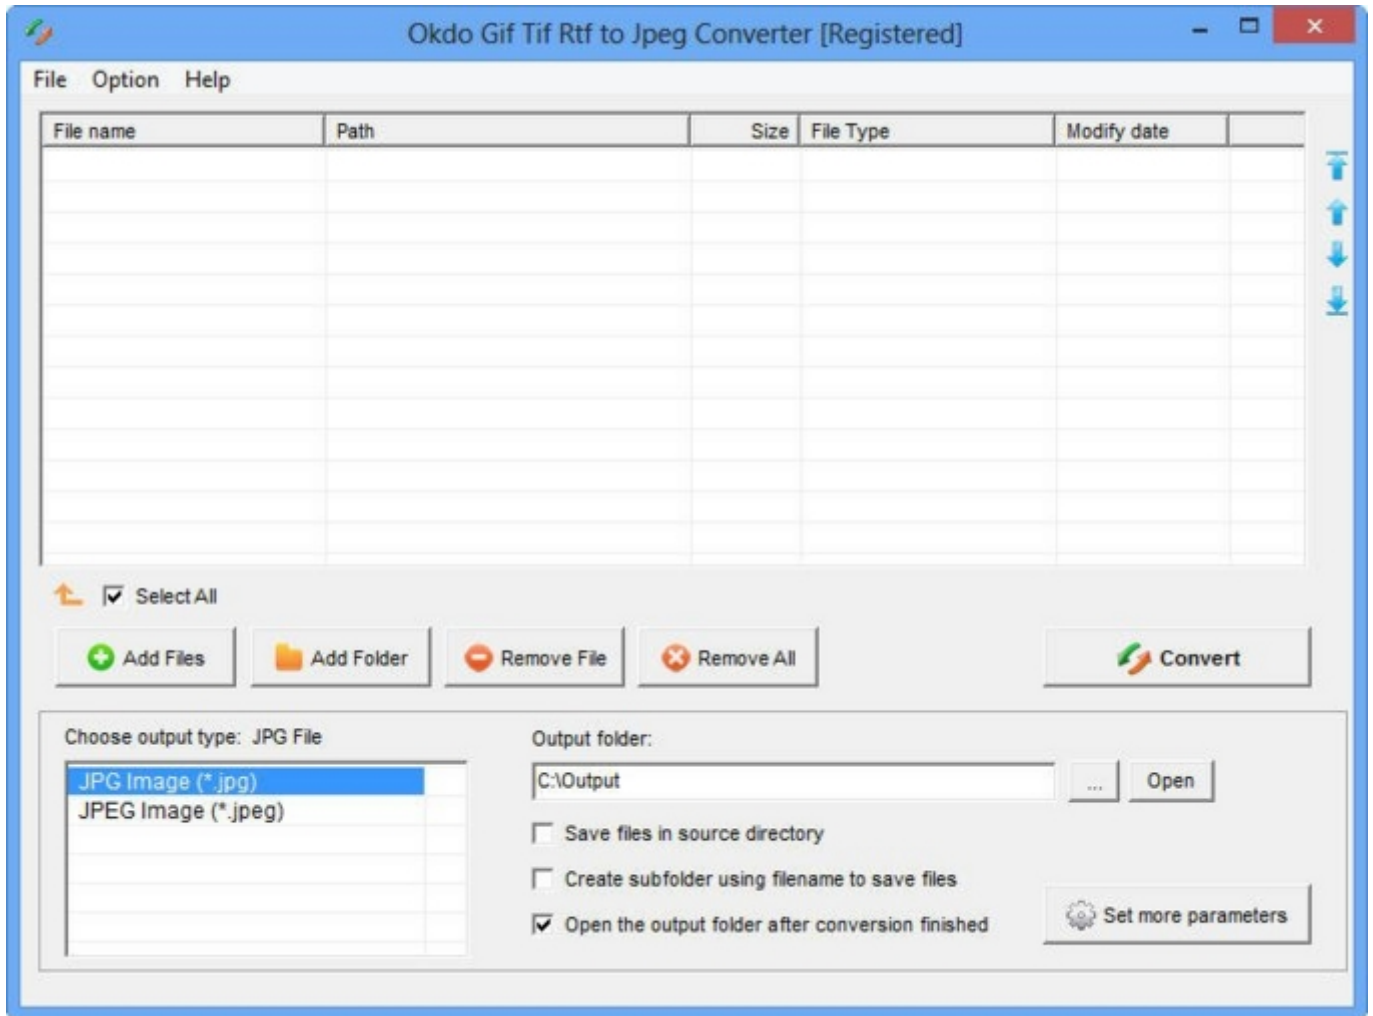 Okdo Gif Tif Rtf to Jpeg Converter [Registered]
File Option Help
File name Path Size File Type Modify date
Select All
Add Files Add Folder Remove File Remove All Convert
Choose output type: JPG File
JPG Image (*.jpg)
JPEG Image (*.jpeg)
Output folder:
C:\Output ... Open
Save files in source directory
Create subfolder using filename to save files
Open the output folder after conversion finished
Set more parameters